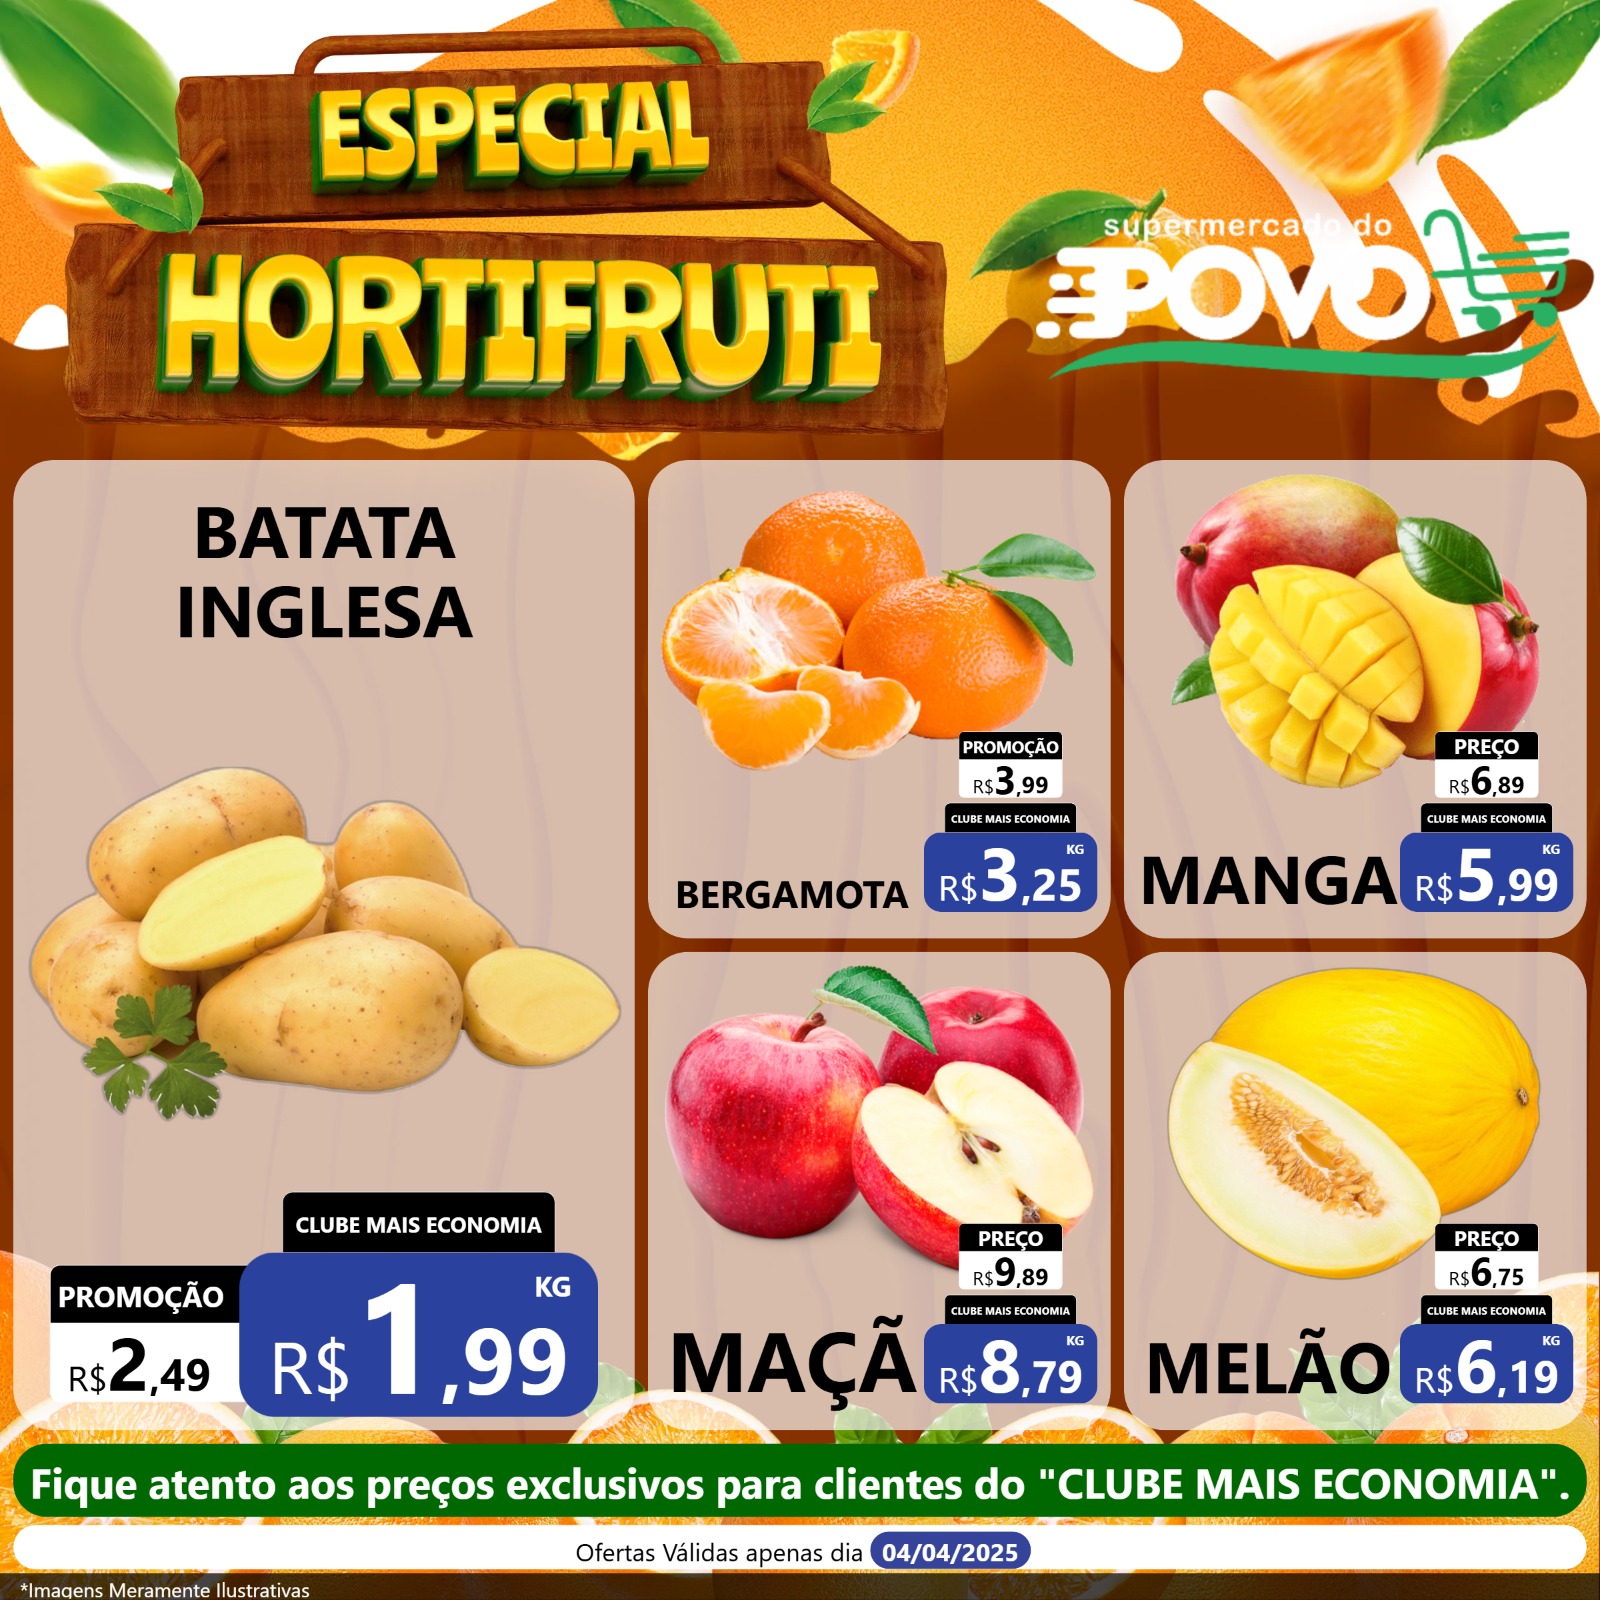 ESPECIAL
HORTIFRUTI
supermercado do
POVO
BATATA
INGLESA
CLUBE MAIS ECONOMIA
PROMOÇÃO
R$2,49
KG
R$1,99
PROMOÇÃO
R$3,99
CLUBE MAIS ECONOMIA
BERGAMOTA
KG
R$3,25
PREÇO
R$6,89
CLUBE MAIS ECONOMIA
MANGA
KG
R$5,99
PREÇO
R$9,89
CLUBE MAIS ECONOMIA
MAÇÃ
KG
R$8,79
PREÇO
R$6,75
CLUBE MAIS ECONOMIA
MELÃO
KG
R$6,19
Fique atento aos preços exclusivos para clientes do "CLUBE MAIS ECONOMIA".
Ofertas Válidas apenas dia 04/04/2025
*Imagens Meramente Ilustrativas